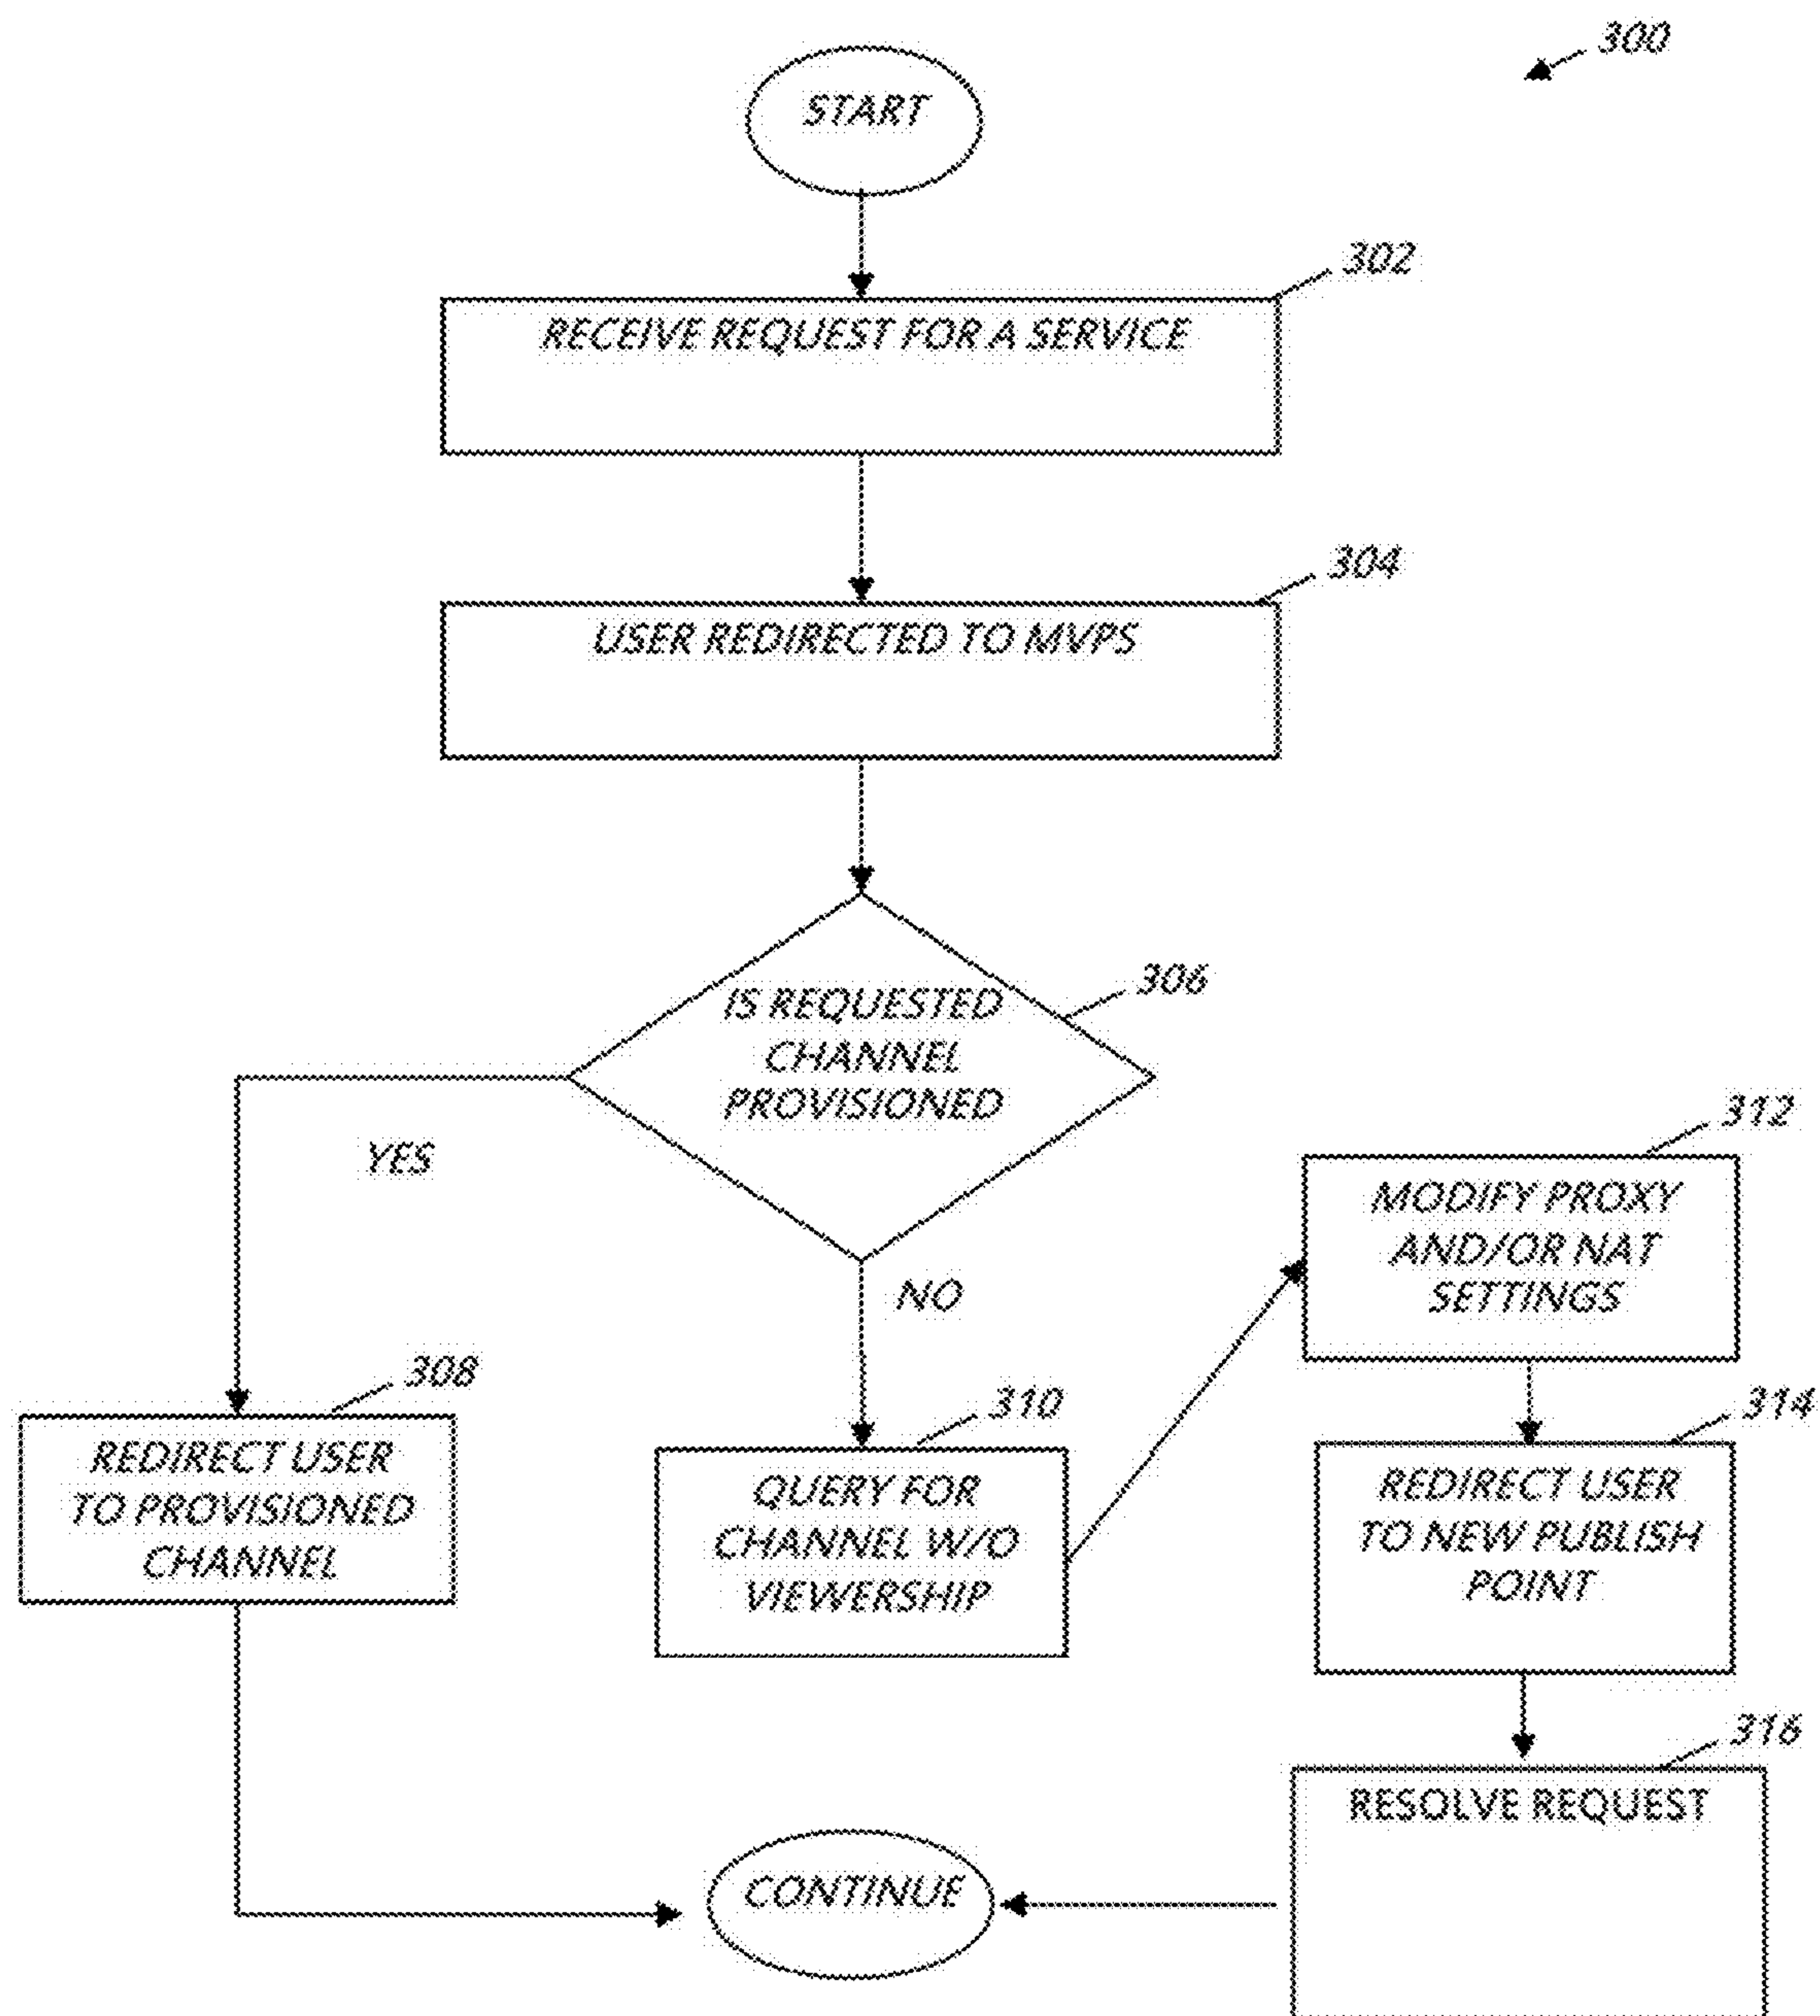 300
START
302
RECEIVE REQUEST FOR A SERVICE
304
USER REDIRECTED TO MVPS
306
IS REQUESTED
CHANNEL
PROVISIONED
YES
NO
312
MODIFY PROXY
AND/OR NAT
SETTINGS
308
REDIRECT USER
TO PROVISIONED
CHANNEL
310
QUERY FOR
CHANNEL W/O
VIEWERSHIP
314
REDIRECT USER
TO NEW PUBLISH
POINT
316
RESOLVE REQUEST
CONTINUE